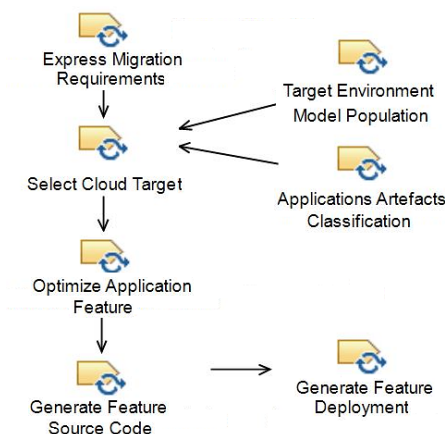 Express Migration
Requirements
Target Environment
Model Population
Select Cloud Target
Applications Artefacts
Classification
Optimize Application
Feature
Generate Feature
Source Code
Generate Feature
Deployment